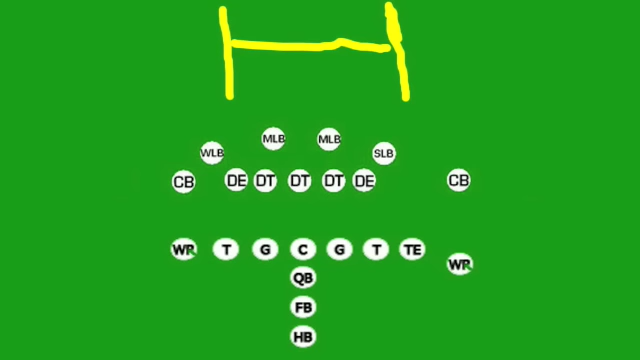 MLB MLB
WLB SLB
CB DE DT DT DT DE CB
WR T G C G T TE
WR
QB
FB
HB